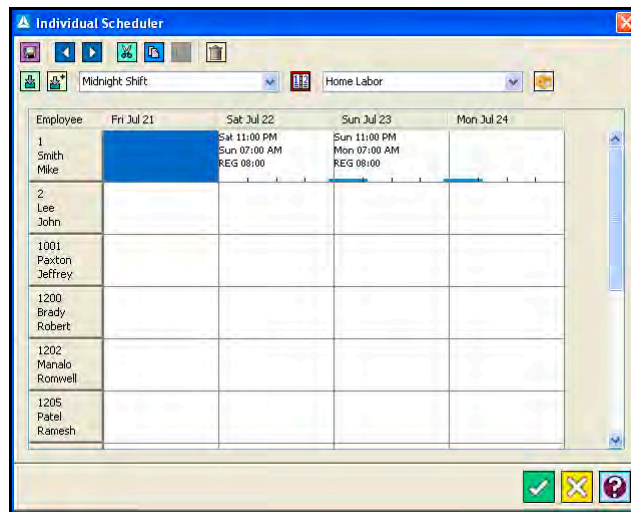 Individual Scheduler
Midnight Shift
Home Labor
Employee Fri Jul 21 Sat Jul 22 Sun Jul 23 Mon Jul 24
1
Smith
Mike
Sat 11:00 PM
Sun 07:00 AM
REG 08:00
Sun 11:00 PM
Mon 07:00 AM
REG 08:00
2
Lee
John
1001
Paxton
Jeffrey
1200
Brady
Robert
1202
Manalo
Romwell
1205
Patel
Ramesh